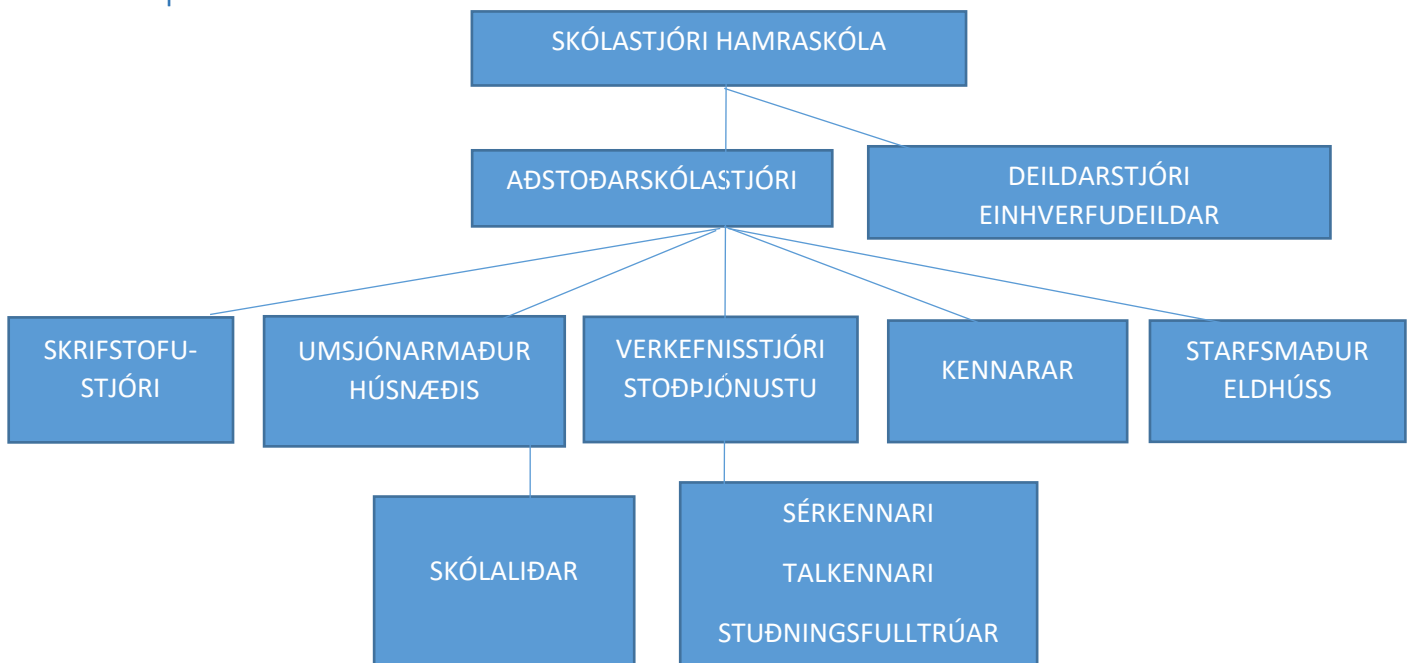 SKÓLASTJÓRI HAMRASKÓLA
AÐSTOÐARSKÓLASTJÓRI
DEILDARSTJÓRI
EINHVERFUDEILDAR
SKRIFSTOFU-
STJÓRI
UMSJÓNARMAÐUR
HÚSNÆÐIS
VERKEFNISSTJÓRI
STOÐÞJÓNUSTU
KENNARAR
STARFSMAÐUR
ELDHÚSS
SKÓLALIÐAR
SÉRKENNARI
TALKENNARI
STUÐNINGSFULLTRÚAR